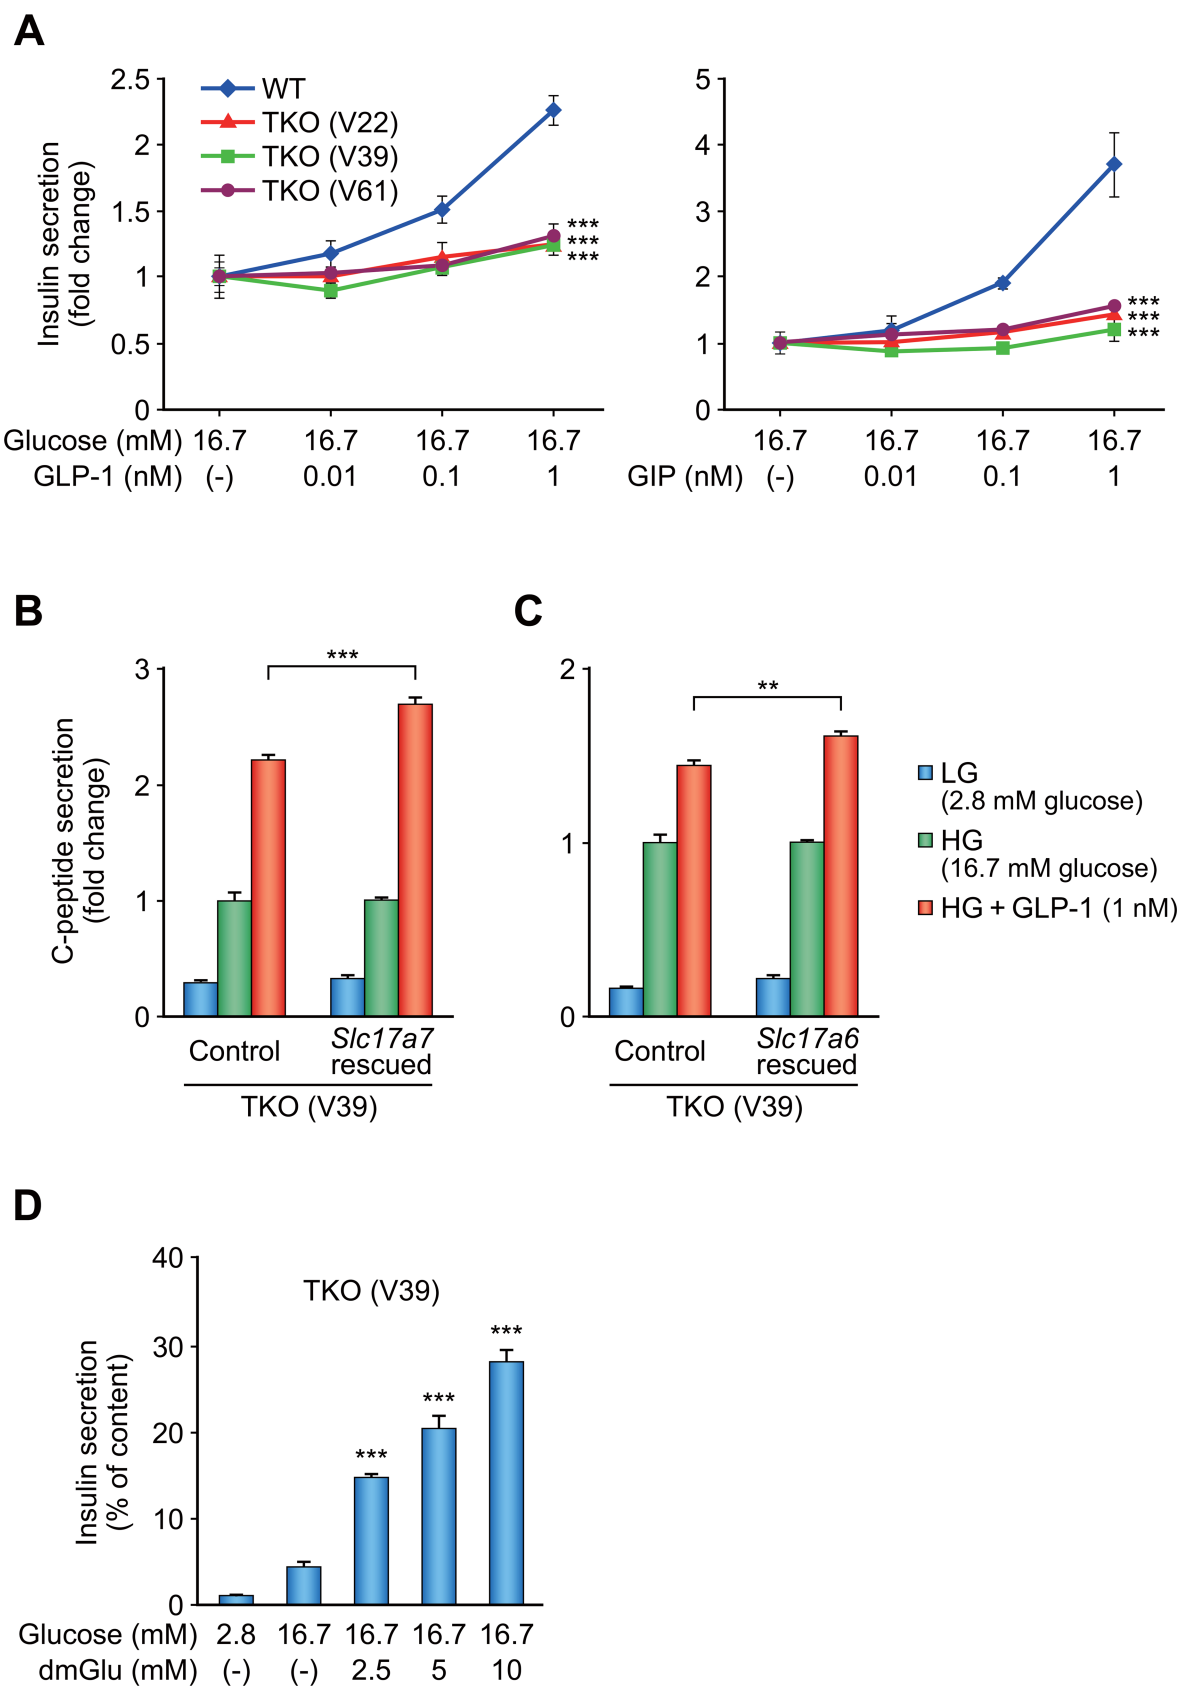 A
2.5
2
1.5
1
0.5
0
Insulin secretion
(fold change)
WT
TKO (V22)
TKO (V39)
TKO (V61)
***
***
***
Glucose (mM) 16.7 16.7 16.7 16.7
GLP-1 (nM) (-) 0.01 0.1 1
5
4
3
2
1
0
***
***
***
16.7 16.7 16.7 16.7
GIP (nM) (-) 0.01 0.1 1
B
3
2
1
0
C-peptide secretion
(fold change)
***
Control
Slc17a7
rescued
TKO (V39)
C
2
1
0
**
Control
Slc17a6
rescued
TKO (V39)
LG
(2.8 mM glucose)
HG
(16.7 mM glucose)
HG + GLP-1 (1 nM)
D
40
30
20
10
0
Insulin secretion
(% of content)
TKO (V39)
***
***
***
Glucose (mM) 2.8 16.7 16.7 16.7 16.7
dmGlu (mM) (-) (-) 2.5 5 10